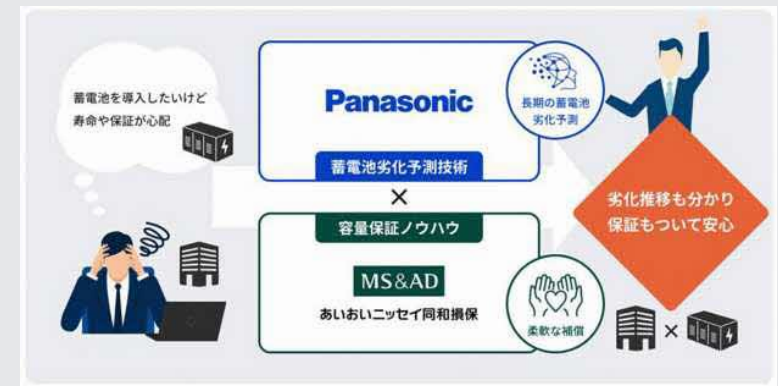 蓄電池を導入したいけど
寿命や保証が心配
Panasonic
長期の蓄電池
劣化予測
蓄電池劣化予測技術
×
容量保証ノウハウ
MS&AD
あいおいニッセイ同和損保
柔軟な補償
劣化推移も分かり
保証もついて安心
×